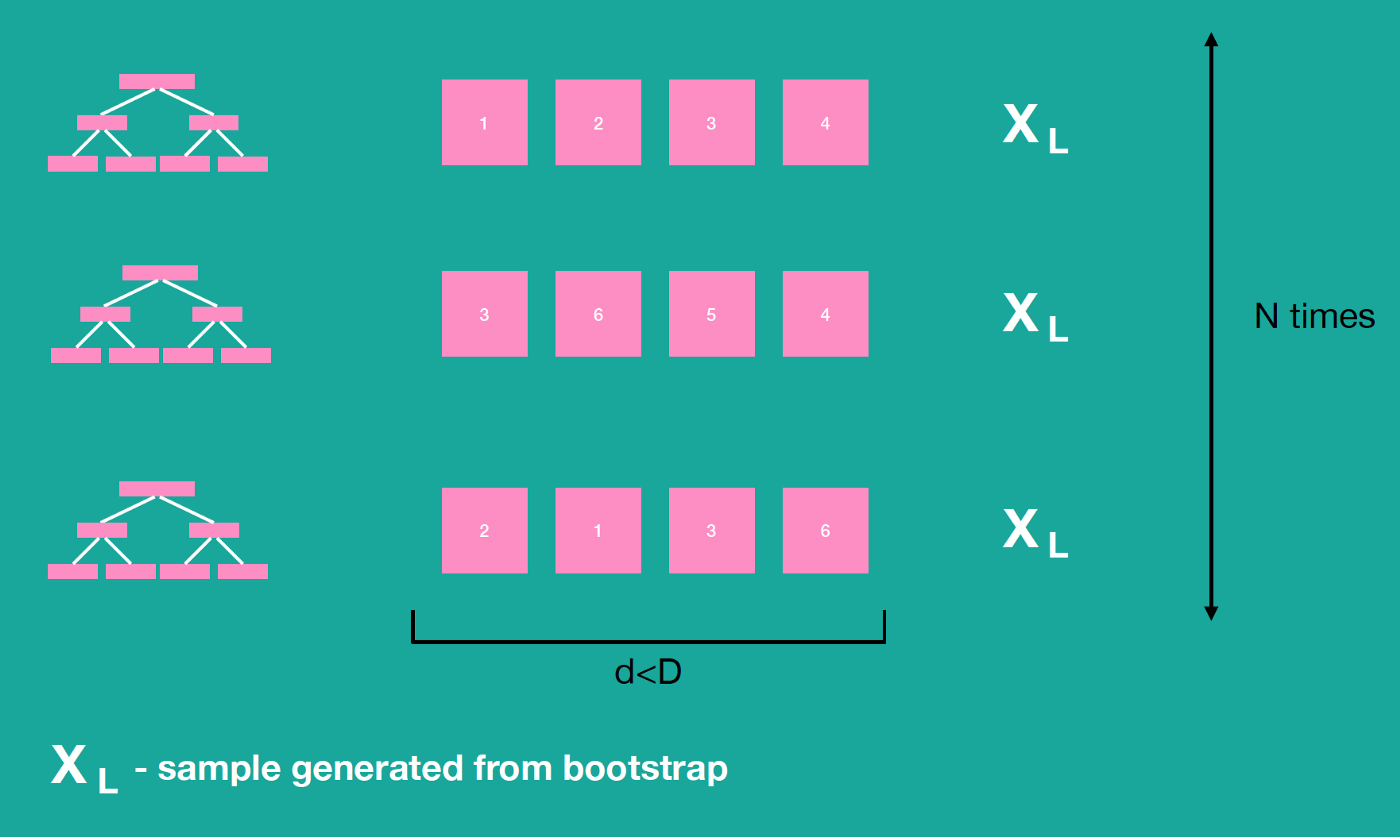 1 2 3 4 X L
3 6 5 4 X L
N times
2 1 3 6 X L
d<D
X L - sample generated from bootstrap